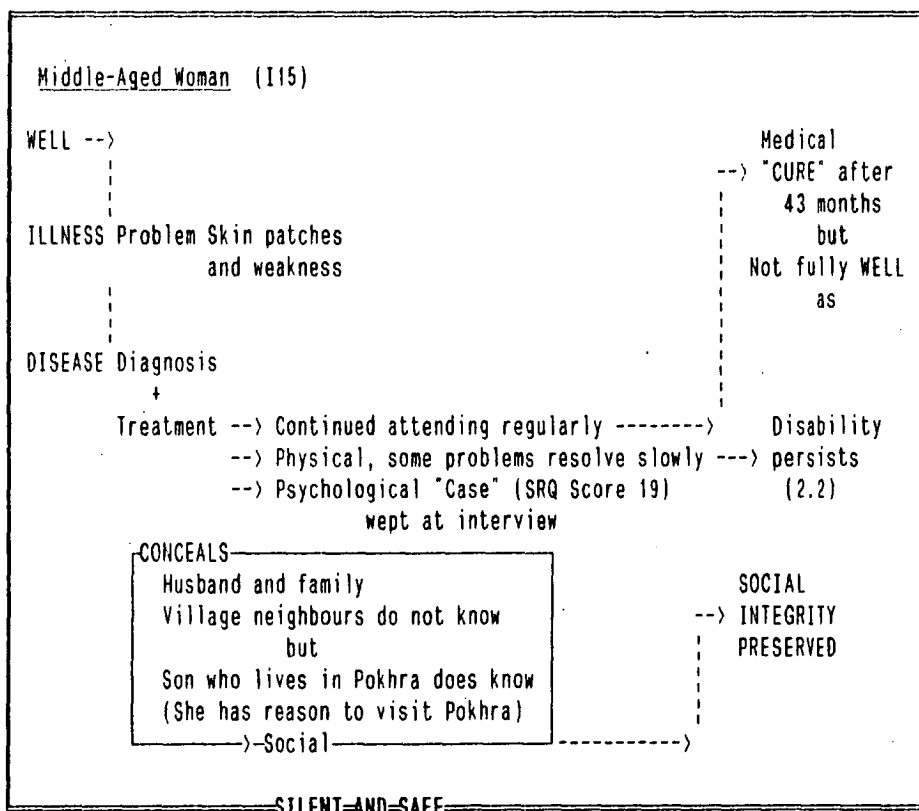 Middle-Aged Woman (I15)
WELL --> Medical
--> "CURE" after
43 months
ILLNESS Problem Skin patches but
and weakness Not fully WELL
as
DISEASE Diagnosis
+
Treatment --> Continued attending regularly --------> Disability
--> Physical, some problems resolve slowly ---> persists
--> Psychological "Case" (SRQ Score 19) (2.2)
wept at interview
CONCEALS
Husband and family SOCIAL
Village neighbours do not know --> INTEGRITY
but PRESERVED
Son who lives in Pokhra does know
(She has reason to visit Pokhra)
>-Social ----------->
SILENT AND SAFE